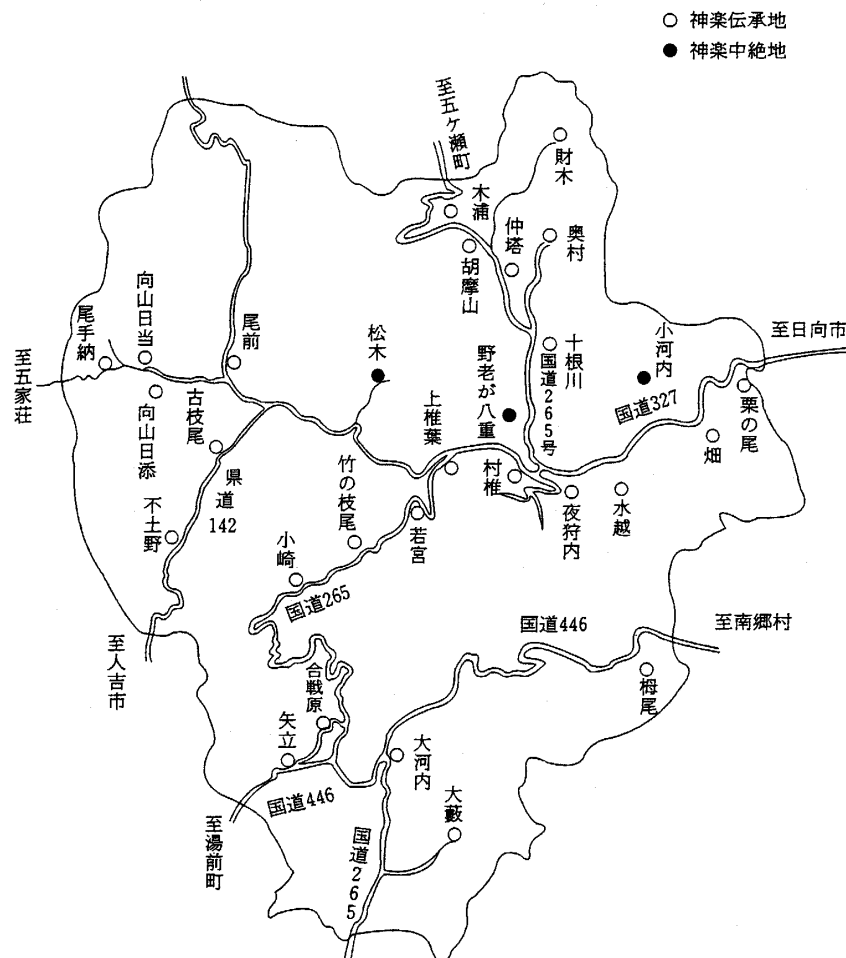 ○ 神楽伝承地
● 神楽中絶地
至五ケ瀬町
財木
木浦
仲塔
奥村
胡摩山
向山日当
尾手納
尾前
松木
野老が八重
十根川
国道265号
小河内
至日向市
至五家荘
国道327
栗の尾
向山日添
古枝尾
上椎葉
畑
県道142
竹の枝尾
村椎
不土野
若宮
夜狩内
水越
小崎
国道265
国道446
至南郷村
至人吉市
合戦原
栂尾
矢立
大河内
国道446
大藪
至湯前町
国道265